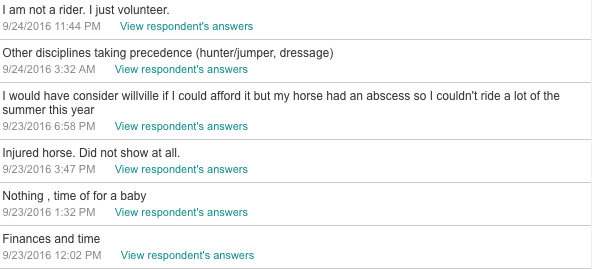 I am not a rider. I just volunteer.
9/24/2016 11:44 PM View respondent's answers
Other disciplines taking precedence (hunter/jumper, dressage)
9/24/2016 3:32 AM View respondent's answers
I would have consider willville if I could afford it but my horse had an abscess so I couldn't ride a lot of the
summer this year
9/23/2016 6:58 PM View respondent's answers
Injured horse. Did not show at all.
9/23/2016 3:47 PM View respondent's answers
Nothing , time of for a baby
9/23/2016 1:32 PM View respondent's answers
Finances and time
9/23/2016 12:02 PM View respondent's answers